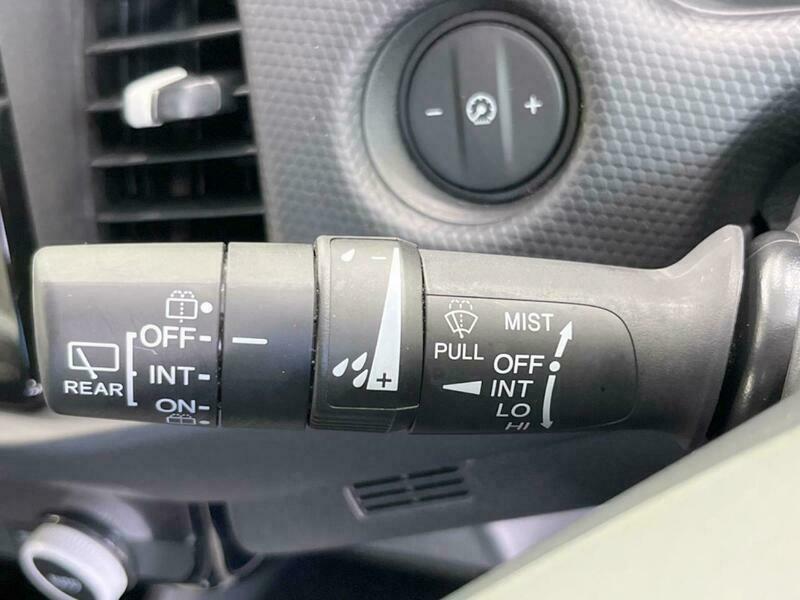 - +
OFF
INT
REAR
ON
-
+
MIST
PULL
OFF
INT
LO
HI